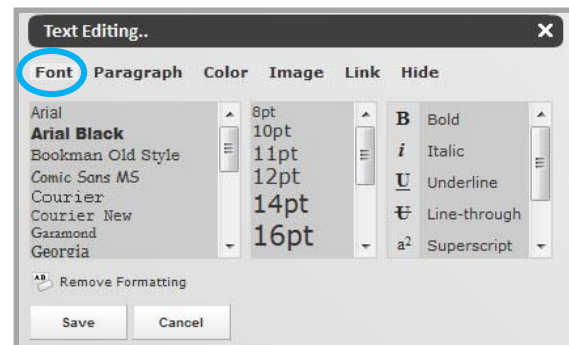 Text Editing..
Font Paragraph Color Image Link Hide
Arial
Arial Black
Bookman Old Style
Comic Sans MS
Courier
Courier New
Garamond
Georgia
8pt
10pt
11pt
12pt
14pt
16pt
B Bold
i Italic
U Underline
U Line-through
a² Superscript
AB Remove Formatting
Save Cancel